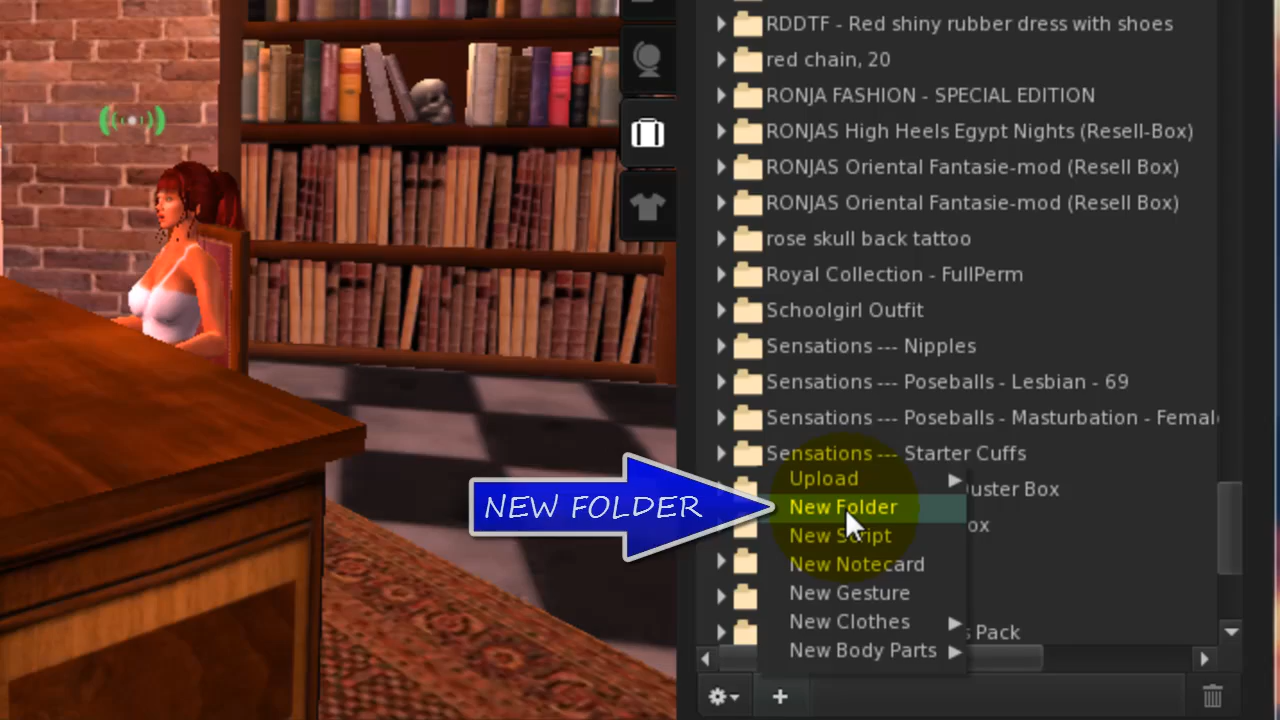 RDDTF - Red shiny rubber dress with shoes
red chain, 20
RONJA FASHION - SPECIAL EDITION
RONJAS High Heels Egypt Nights (Resell-Box)
RONJAS Oriental Fantasie-mod (Resell Box)
RONJAS Oriental Fantasie-mod (Resell Box)
rose skull back tattoo
Royal Collection - FullPerm
Schoolgirl Outfit
Sensations --- Nipples
Sensations --- Poseballs - Lesbian - 69
Sensations --- Poseballs - Masturbation - Femal
Sensations --- Starter Cuffs
Upload
uster Box
NEW FOLDER
New Folder
ox
New Script
New Notecard
New Gesture
New Clothes
s Pack
New Body Parts